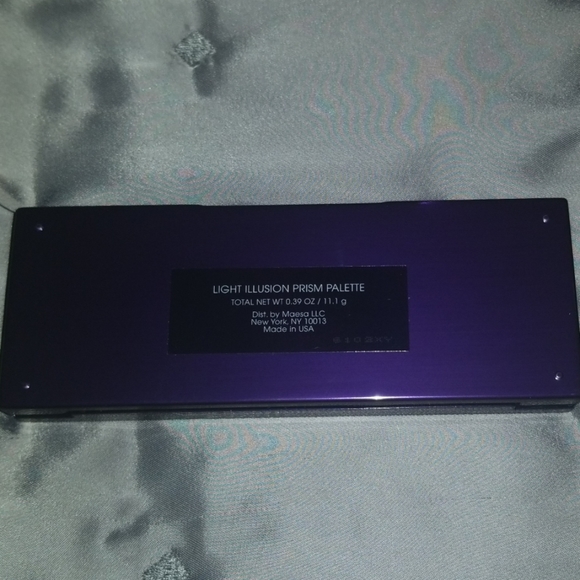 LIGHT ILLUSION PRISM PALETTE
TOTAL NET WT 0.39 OZ / 11.1 g
Dist. by Maesa LLC
New York, NY 10013
Made in USA